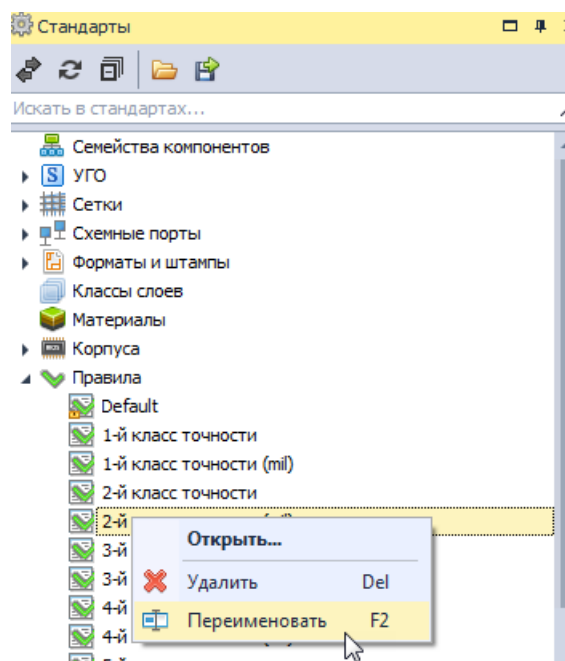 Стандарты
Искать в стандартах...
Семейства компонентов
S УГО
Сетки
Схемные порты
Форматы и штампы
Классы слоев
Материалы
Корпуса
Правила
Default
1-й класс точности
1-й класс точности (mil)
2-й класс точности
2-й
Открыть...
3-й
3-й
Удалить Del
4-й
Переименовать F2
4-й